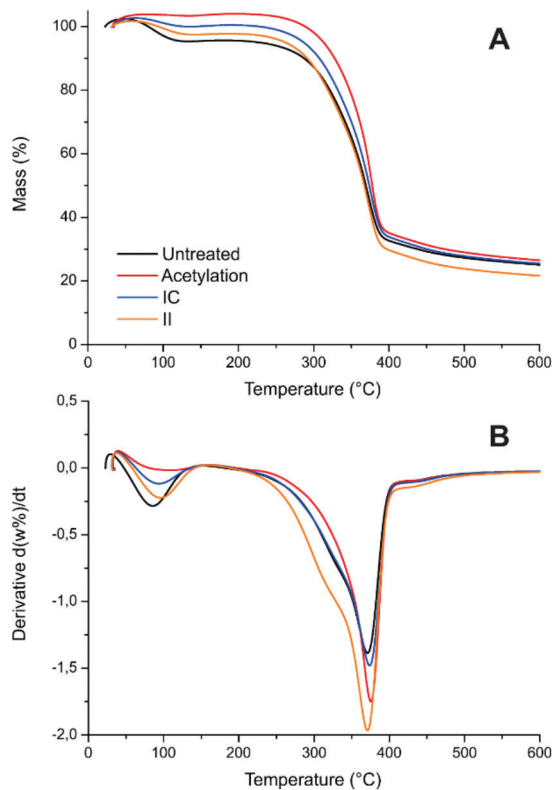 A
100
80
60
40
20
0
Mass (%)
Untreated
Acetylation
IC
II
0 100 200 300 400 500 600
Temperature (°C)
B
0,5
0,0
-0,5
-1,0
-1,5
-2,0
Derivative d(w%)/dt
0 100 200 300 400 500 600
Temperature (°C)